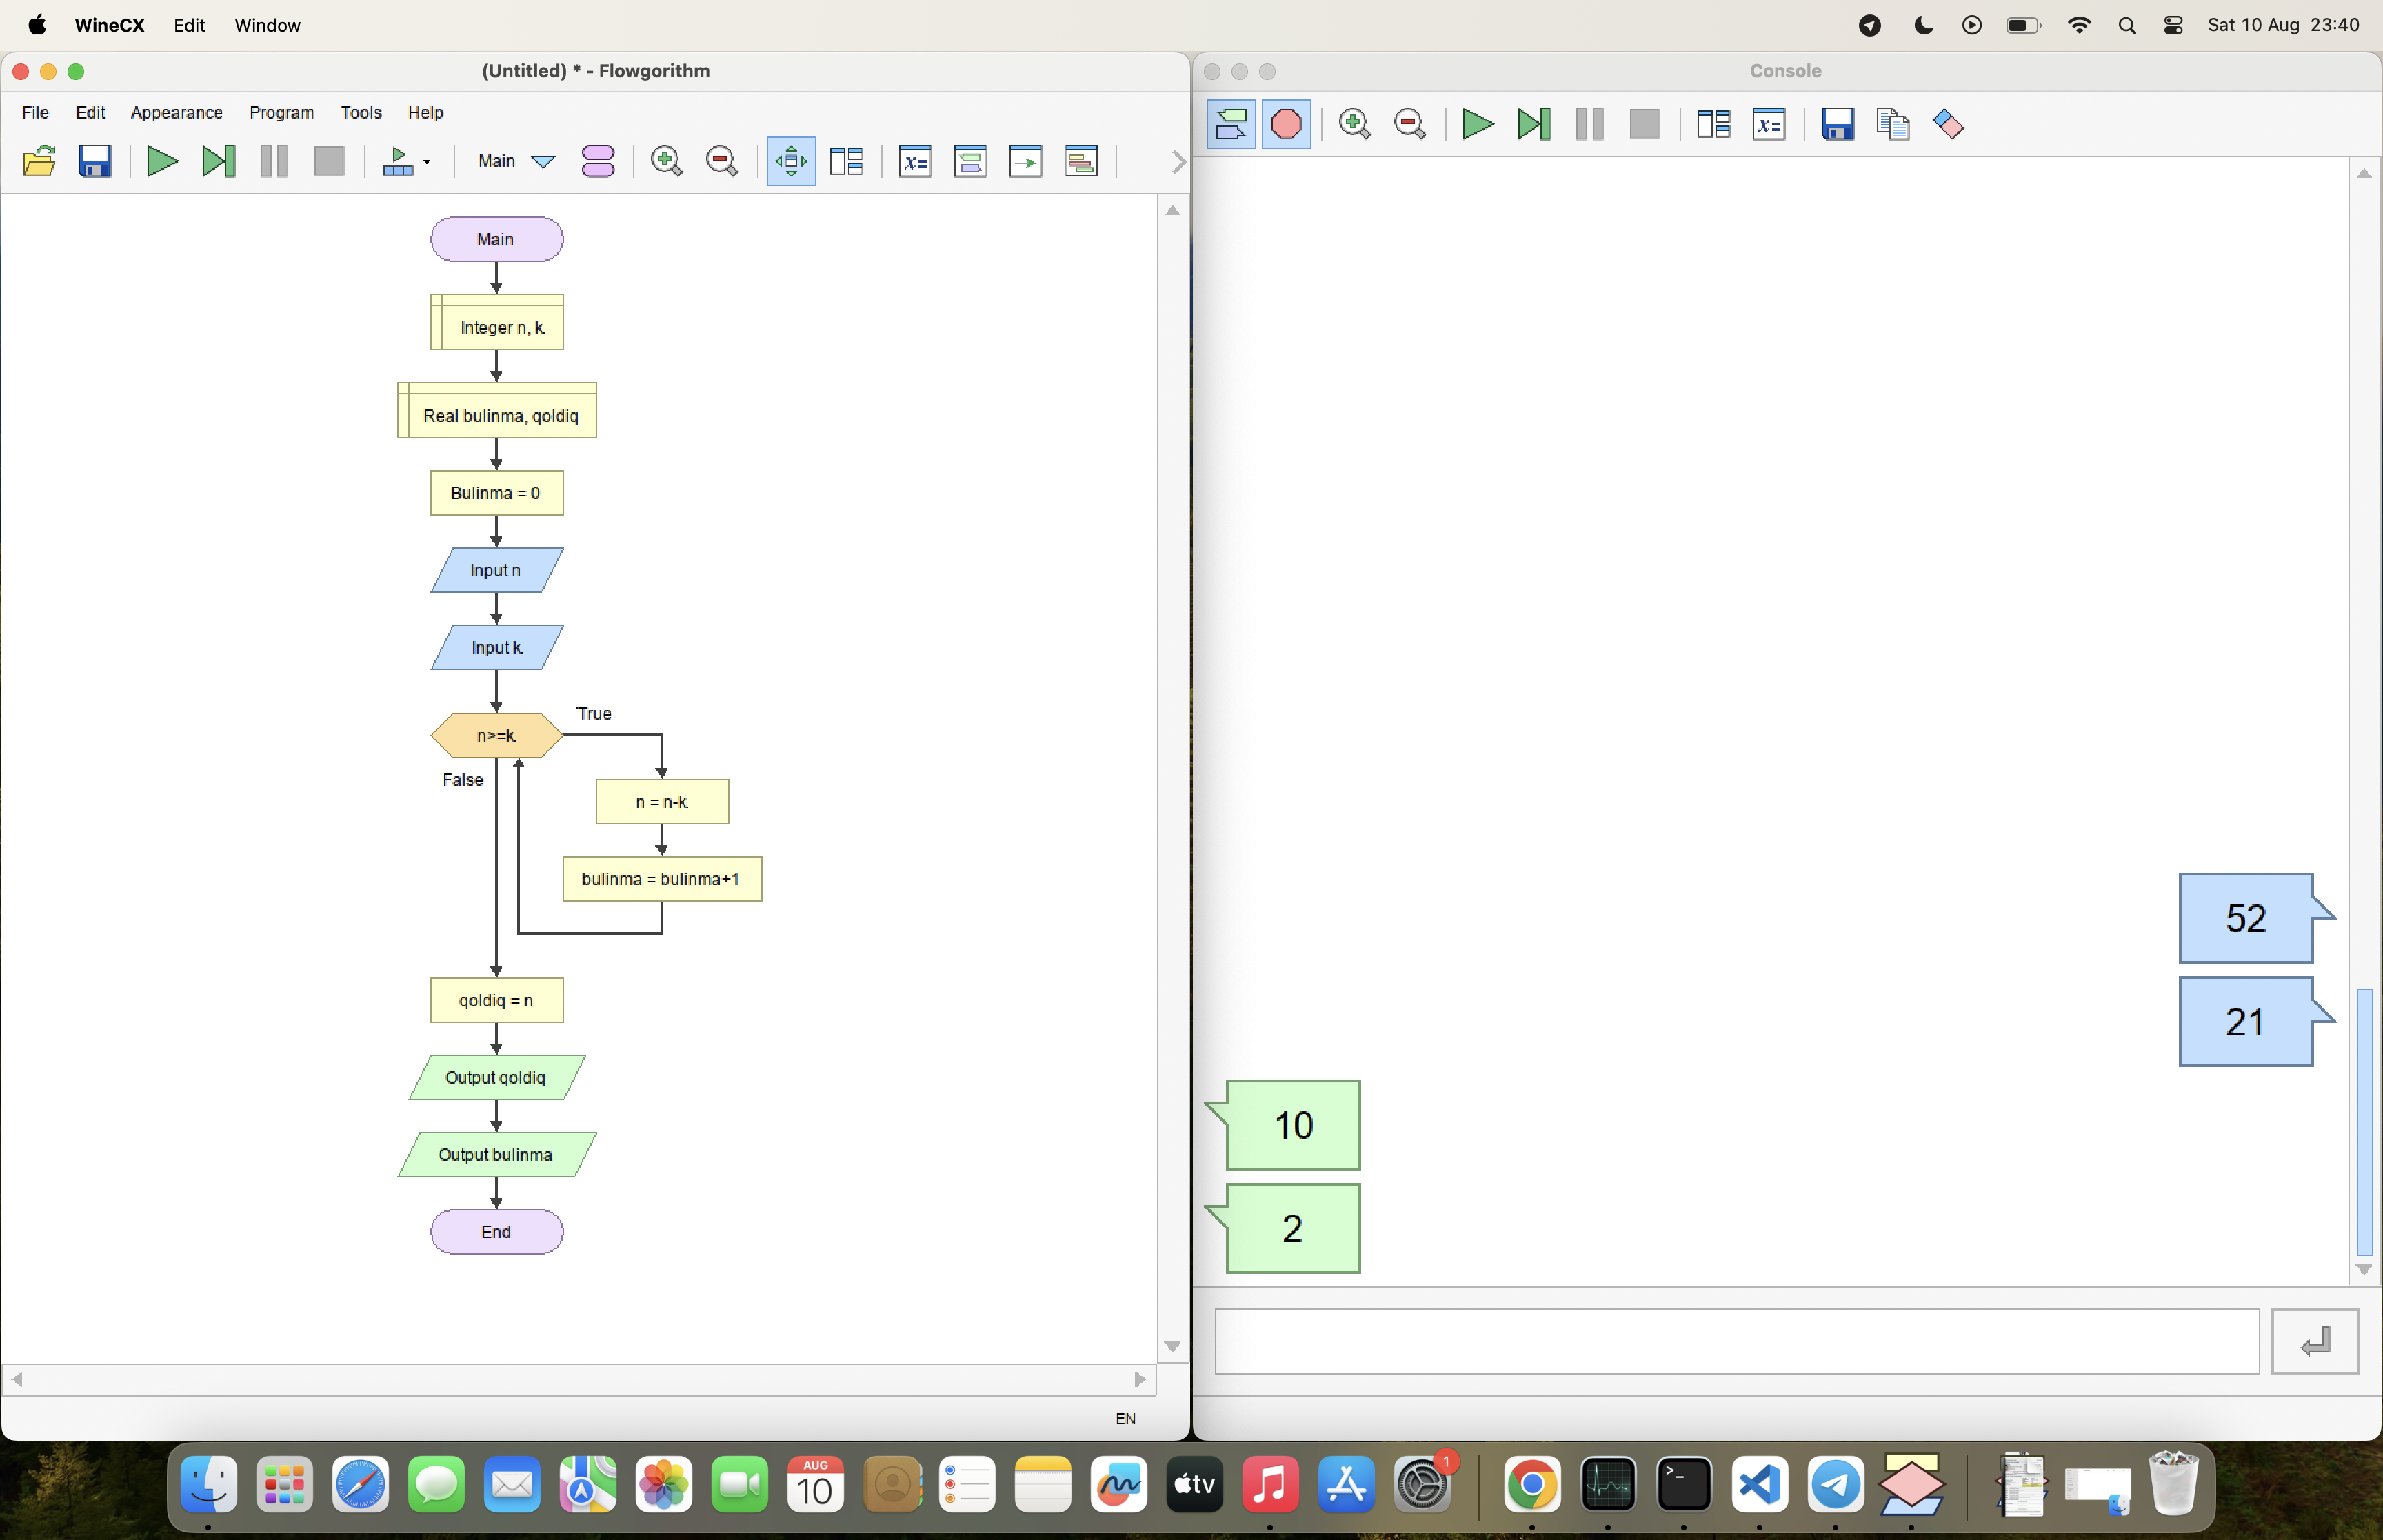 WineCX Edit Window Sat 10 Aug 23:40
(Untitled) * - Flowgorithm
File Edit Appearance Program Tools Help
Main
x=
Main
Integer n, k
Real bulinma, qoldiq
Bulinma = 0
Input n
Input k
n>=k
True
False
n = n-k
bulinma = bulinma+1
qoldiq = n
Output qoldiq
Output bulinma
End
EN
Console
x=
52
21
10
2
AUG
10
tv
1
>_